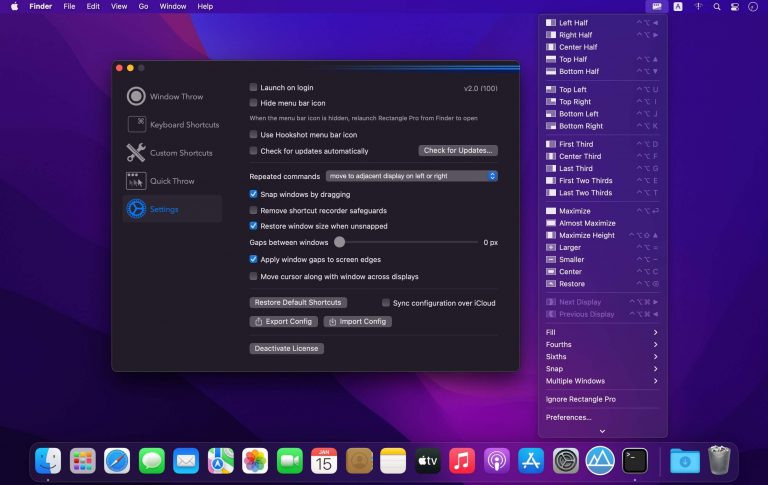 Finder File Edit View Go Window Help A
Window Throw
Keyboard Shortcuts
Custom Shortcuts
Quick Throw
Settings
Launch on login v2.0 (100)
Hide menu bar icon
When the menu bar icon is hidden, relaunch Rectangle Pro from Finder to open
Use Hookshot menu bar icon
Check for updates automatically Check for Updates...
Repeated commands move to adjacent display on left or right
Snap windows by dragging
Remove shortcut recorder safeguards
Restore window size when unsnapped
Gaps between windows 0 px
Apply window gaps to screen edges
Move cursor along with window across displays
Restore Default Shortcuts Sync configuration over iCloud
Export Config Import Config
Deactivate License
Left Half ^⌥◀
Right Half ^⌥▶
Center Half
Top Half ^⌥▲
Bottom Half ^⌥▼
Top Left ^⌥U
Top Right ^⌥I
Bottom Left ^⌥J
Bottom Right ^⌥K
First Third ^⌥D
Center Third ^⌥F
Last Third ^⌥G
First Two Thirds ^⌥E
Last Two Thirds ^⌥T
Maximize ^⌥↩
Almost Maximize
Maximize Height ^⌥⇧▲
Larger ^⌥=
Smaller ^⌥-
Center ^⌥C
Restore ^⌥⌫
Next Display ^⌥⌘▶
Previous Display ^⌥⌘◀
Fill
Fourths
Sixths
Snap
Multiple Windows
Ignore Rectangle Pro
Preferences...
JAN
15
tv
>_